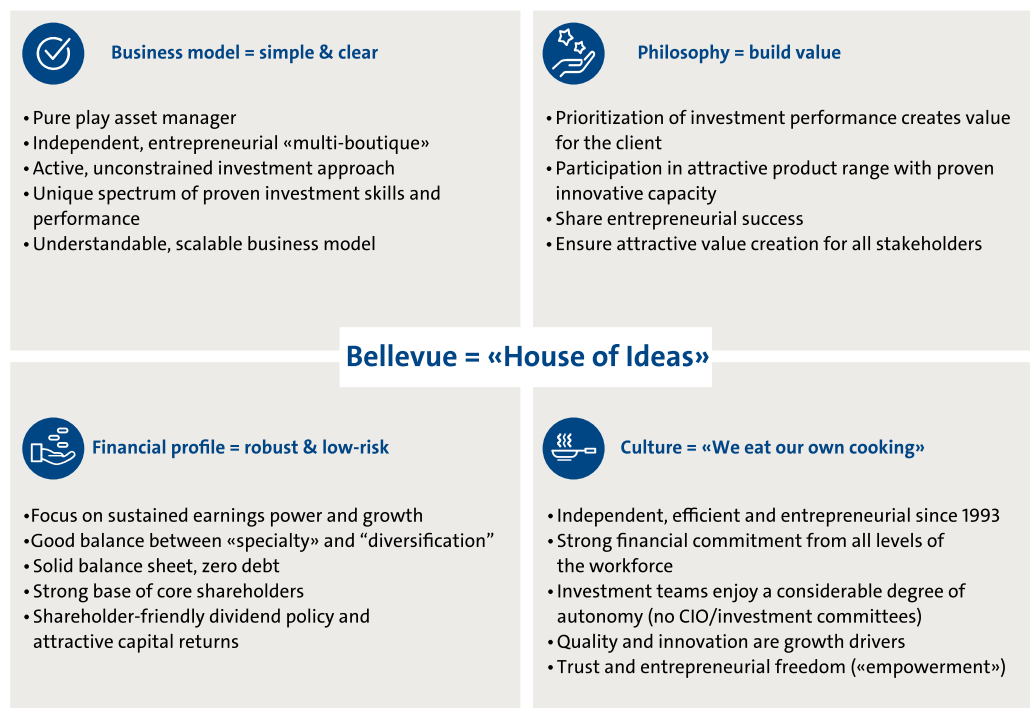 Business model = simple & clear
• Pure play asset manager
• Independent, entrepreneurial «multi-boutique»
• Active, unconstrained investment approach
• Unique spectrum of proven investment skills and
performance
• Understandable, scalable business model
Philosophy = build value
• Prioritization of investment performance creates value
for the client
• Participation in attractive product range with proven
innovative capacity
• Share entrepreneurial success
• Ensure attractive value creation for all stakeholders
Bellevue = «House of Ideas»
Financial profile = robust & low-risk
•Focus on sustained earnings power and growth
•Good balance between «specialty» and “diversification”
• Solid balance sheet, zero debt
• Strong base of core shareholders
• Shareholder-friendly dividend policy and
attractive capital returns
Culture = «We eat our own cooking»
• Independent, efficient and entrepreneurial since 1993
• Strong financial commitment from all levels of
the workforce
• Investment teams enjoy a considerable degree of
autonomy (no CIO/investment committees)
• Quality and innovation are growth drivers
• Trust and entrepreneurial freedom («empowerment»)